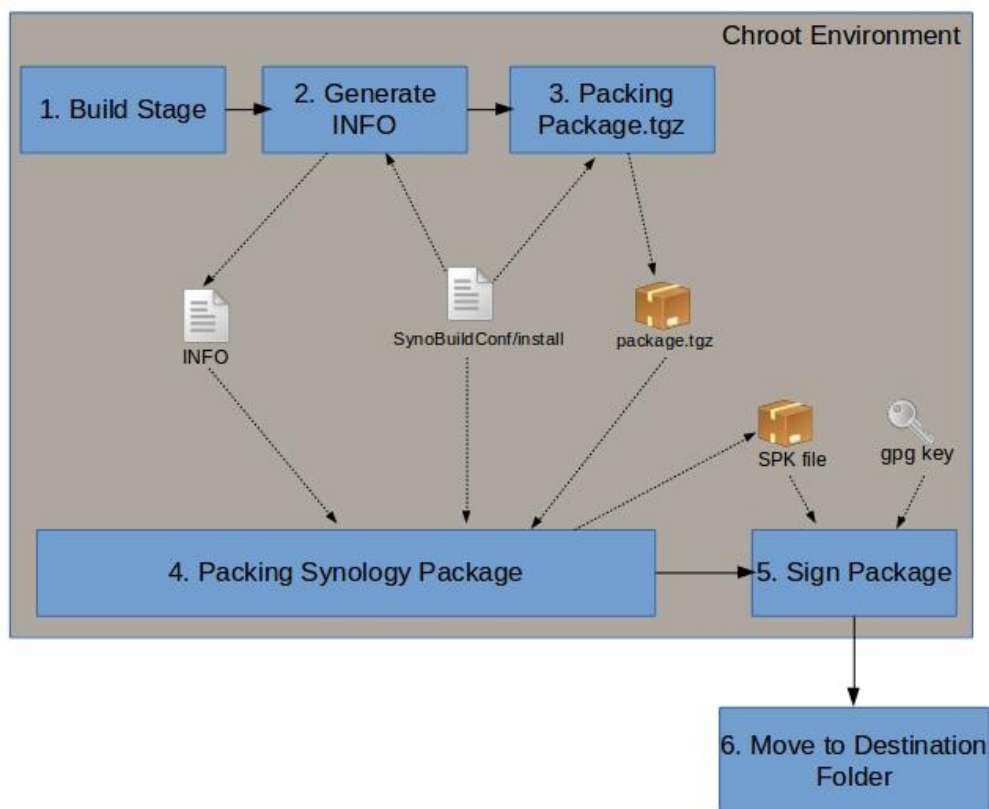 Chroot Environment
1. Build Stage
2. Generate
INFO
3. Packing
Package.tgz
INFO
SynoBuildConf/install
package.tgz
SPK file
gpg key
4. Packing Synology Package
5. Sign Package
6. Move to Destination
Folder